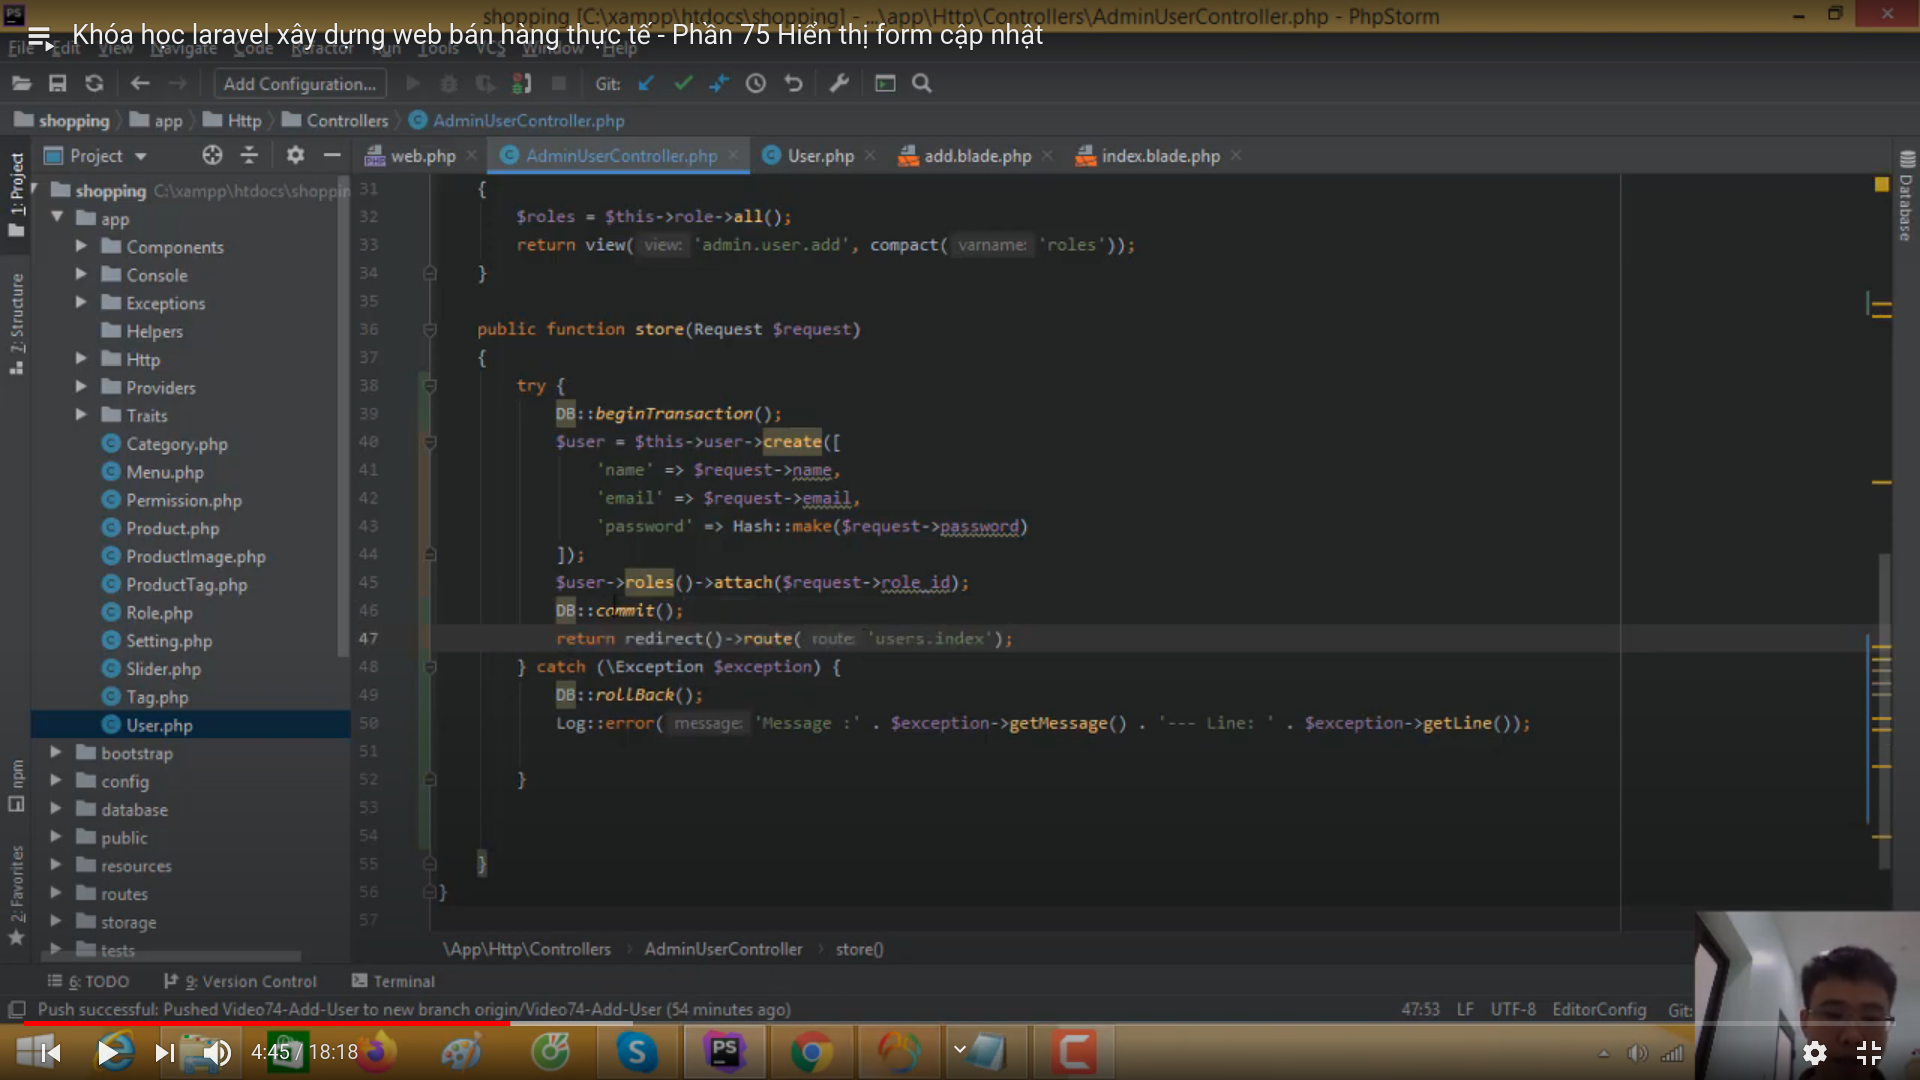 shopping [C:\xampp\htdocs\shopping] - ...\app\Http\Controllers\AdminUserController.php - PhpStorm
Khóa học laravel xây dựng web bán hàng thực tế - Phần 75 Hiển thị form cập nhật
File Edit View Navigate Code Refactor Run Tools VCS Window Help
Add Configuration... Git:
shopping app Http Controllers AdminUserController.php
Project web.php AdminUserController.php User.php add.blade.php index.blade.php
1: Project
7: Structure
npm
2: Favorites
Database
shopping C:\xampp\htdocs\shoppin
app
Components
Console
Exceptions
Helpers
Http
Providers
Traits
Category.php
Menu.php
Permission.php
Product.php
ProductImage.php
ProductTag.php
Role.php
Setting.php
Slider.php
Tag.php
User.php
bootstrap
config
database
public
resources
routes
storage
tests
31 {
32 $roles = $this->role->all();
33 return view( view: 'admin.user.add', compact( varname: 'roles'));
34 }
35
36 public function store(Request $request)
37 {
38 try {
39 DB::beginTransaction();
40 $user = $this->user->create([
41 'name' => $request->name,
42 'email' => $request->email,
43 'password' => Hash::make($request->password)
44 ]);
45 $user->roles()->attach($request->role_id);
46 DB::commit();
47 return redirect()->route( route: 'users.index');
48 } catch (\Exception $exception) {
49 DB::rollBack();
50 Log::error( message: 'Message :' . $exception->getMessage() . '--- Line: ' . $exception->getLine());
51
52 }
53
54
55 }
56 }
57
\App\Http\Controllers AdminUserController store()
6: TODO 9: Version Control Terminal
Push successful: Pushed Video74-Add-User to new branch origin/Video74-Add-User (54 minutes ago) 47:53 LF UTF-8 EditorConfig Git:
4:45 / 18:18